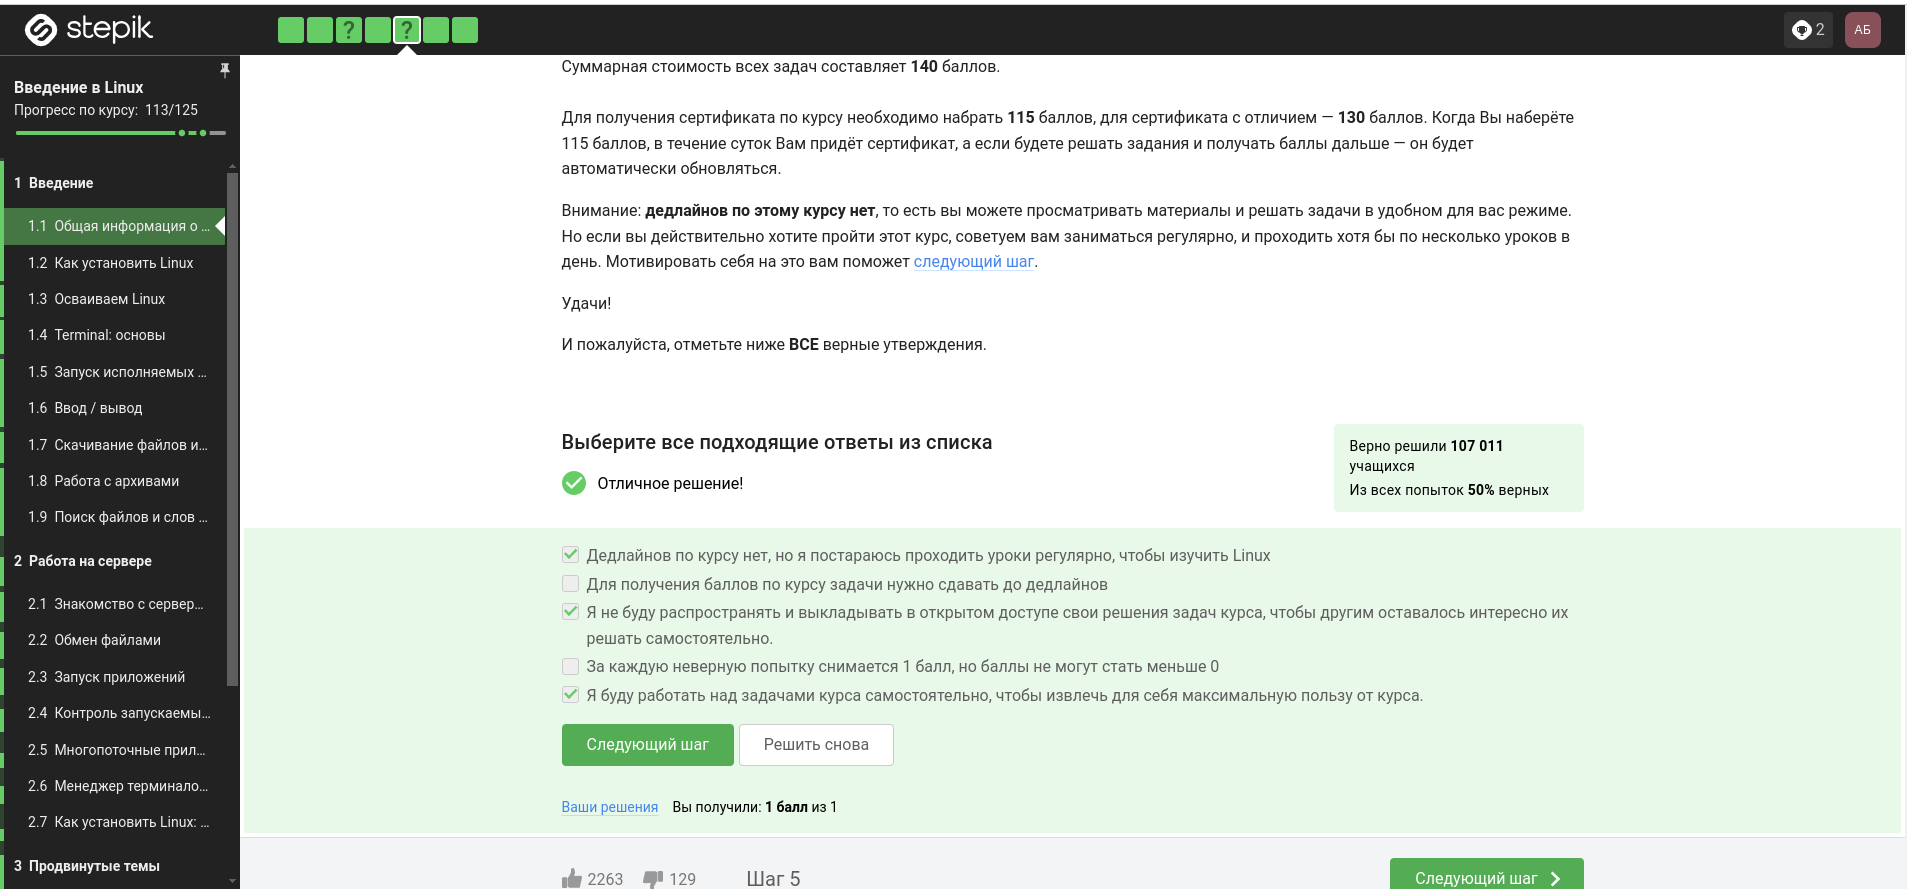 stepik
?
?
2
АБ
Введение в Linux
Прогресс по курсу: 113/125
1 Введение
1.1 Общая информация о ...
1.2 Как установить Linux
1.3 Осваиваем Linux
1.4 Terminal: основы
1.5 Запуск исполняемых ...
1.6 Ввод / вывод
1.7 Скачивание файлов и...
1.8 Работа с архивами
1.9 Поиск файлов и слов ...
2 Работа на сервере
2.1 Знакомство с сервер...
2.2 Обмен файлами
2.3 Запуск приложений
2.4 Контроль запускаемы...
2.5 Многопоточные прил...
2.6 Менеджер терминало...
2.7 Как установить Linux: ...
3 Продвинутые темы
Суммарная стоимость всех задач составляет 140 баллов.
Для получения сертификата по курсу необходимо набрать 115 баллов, для сертификата с отличием — 130 баллов. Когда Вы наберёте
115 баллов, в течение суток Вам придёт сертификат, а если будете решать задания и получать баллы дальше — он будет
автоматически обновляться.
Внимание: дедлайнов по этому курсу нет, то есть вы можете просматривать материалы и решать задачи в удобном для вас режиме.
Но если вы действительно хотите пройти этот курс, советуем вам заниматься регулярно, и проходить хотя бы по несколько уроков в
день. Мотивировать себя на это вам поможет следующий шаг.
Удачи!
И пожалуйста, отметьте ниже ВСЕ верные утверждения.
Выберите все подходящие ответы из списка
Отличное решение!
Верно решили 107 011
учащихся
Из всех попыток 50% верных
Дедлайнов по курсу нет, но я постараюсь проходить уроки регулярно, чтобы изучить Linux
Для получения баллов по курсу задачи нужно сдавать до дедлайнов
Я не буду распространять и выкладывать в открытом доступе свои решения задач курса, чтобы другим оставалось интересно их
решать самостоятельно.
За каждую неверную попытку снимается 1 балл, но баллы не могут стать меньше 0
Я буду работать над задачами курса самостоятельно, чтобы извлечь для себя максимальную пользу от курса.
Следующий шаг
Решить снова
Ваши решения Вы получили: 1 балл из 1
2263
129
Шаг 5
Следующий шаг